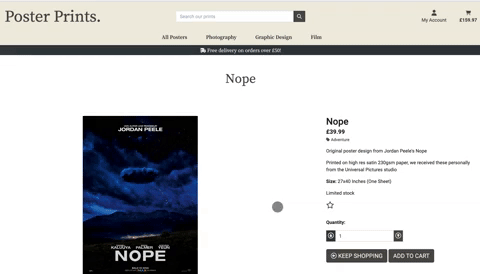 Poster Prints.
Search our prints
My Account
£159.97
All Posters Photography Graphic Design Film
Free delivery on orders over £50!
Nope
JORDAN PEELE
KALUUYA PALMER YEUN
NOPE
Nope
£39.99
Adventure
Original poster design from Jordan Peele's Nope
Printed on high res satin 230gsm paper, we received these personally
from the Universal Pictures studio
Size: 27x40 Inches (One Sheet)
Limited stock
Quantity:
1
KEEP SHOPPING ADD TO CART